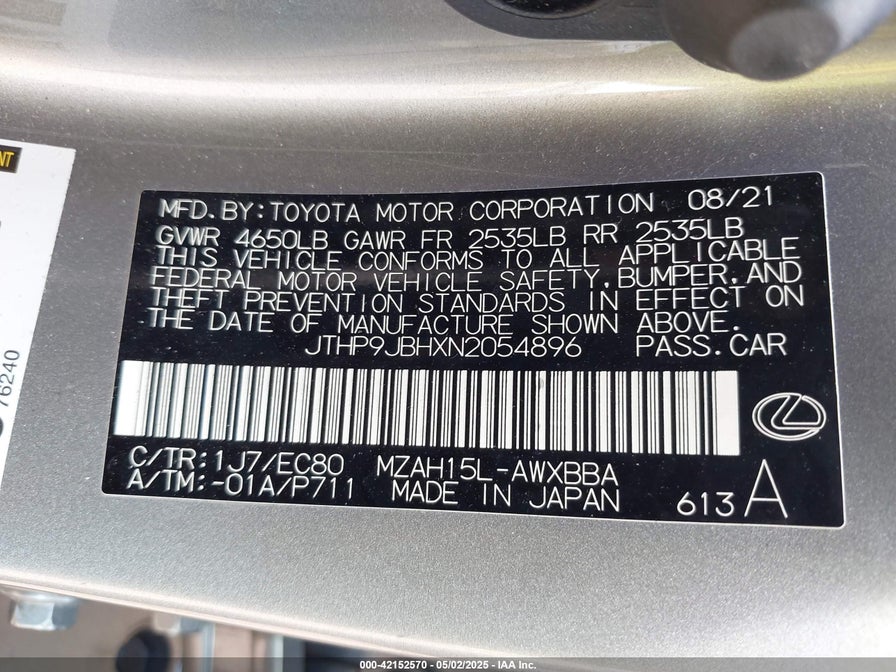 NT
76240
MFD.BY:TOYOTA MOTOR CORPORATION 08/21
GVWR 4650LB GAWR FR 2535LB RR 2535LB
THIS VEHICLE CONFORMS TO ALL APPLICABLE
FEDERAL MOTOR VEHICLE SAFETY,BUMPER,AND
THEFT PREVENTION STANDARDS IN EFFECT ON
THE DATE OF MANUFACTURE SHOWN ABOVE.
JTHP9JBHXN2054896 PASS.CAR
C/TR:1J7/EC80 MZAH15L-AWXBBA
A/TM:-01A/P711 MADE IN JAPAN 613 A
000-42152570 - 05/02/2025 - IAA Inc.